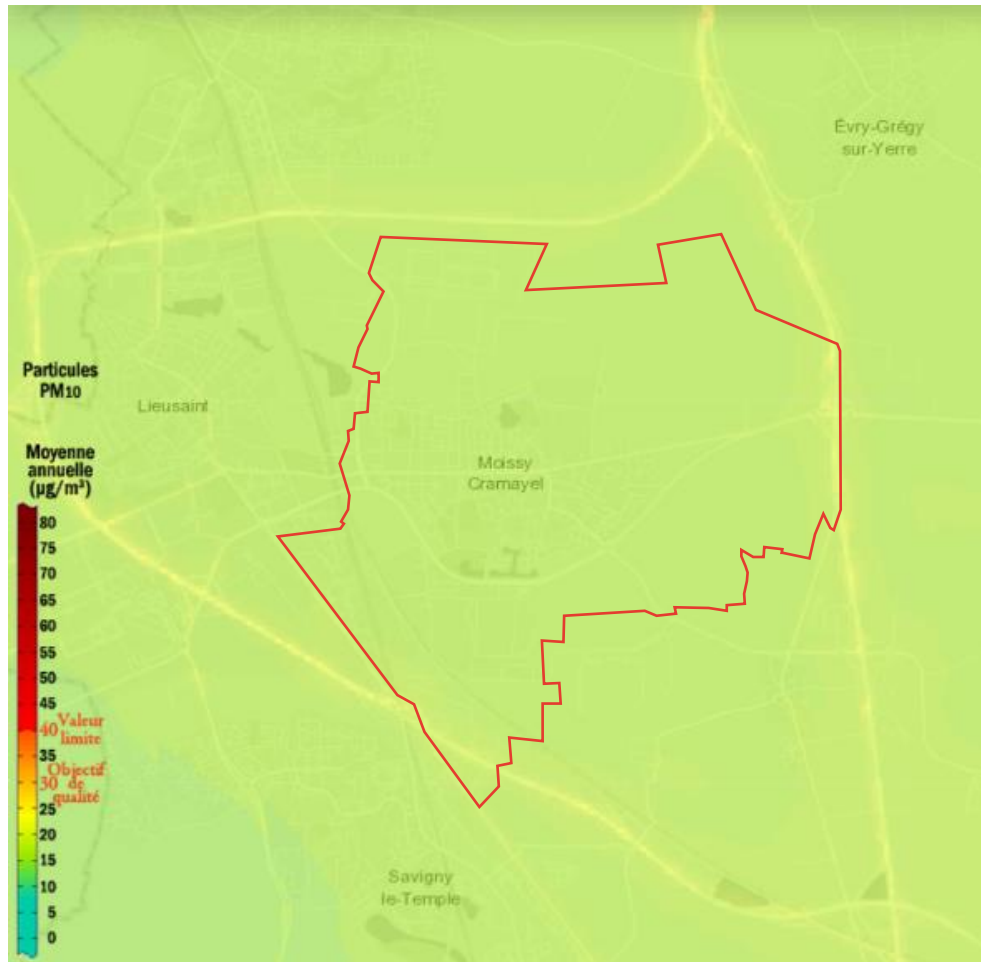 Évry-Grégy
sur-Yerre
Particules
PM10
Lieusaint
Moyenne
annuelle
(µg/m³)
Moissy
Cramayel
80
75
70
65
60
55
50
45
40 Valeur
limite
35
Objectif
30 de
qualité
25
20
15
10
5
0
Savigny
le-Temple